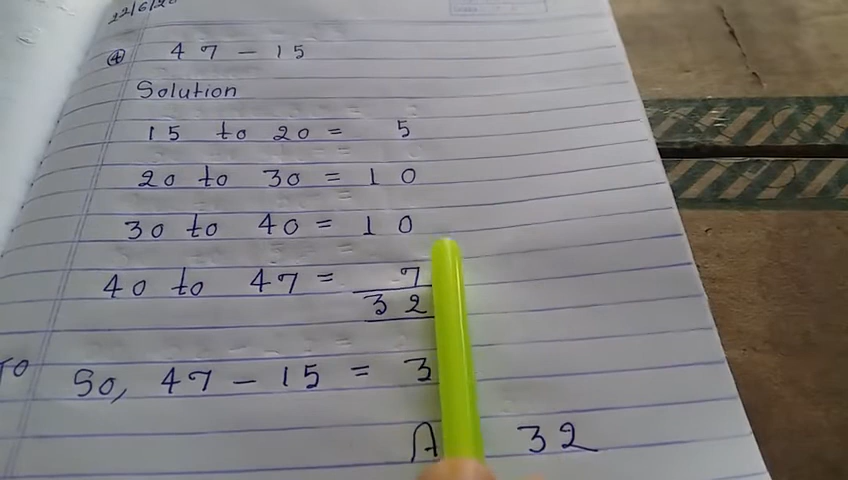 ④ 47 - 15
Solution
15 to 20 = 5
20 to 30 = 10
30 to 40 = 10
40 to 47 = 7
32
So, 47 - 15 = 3
A 32